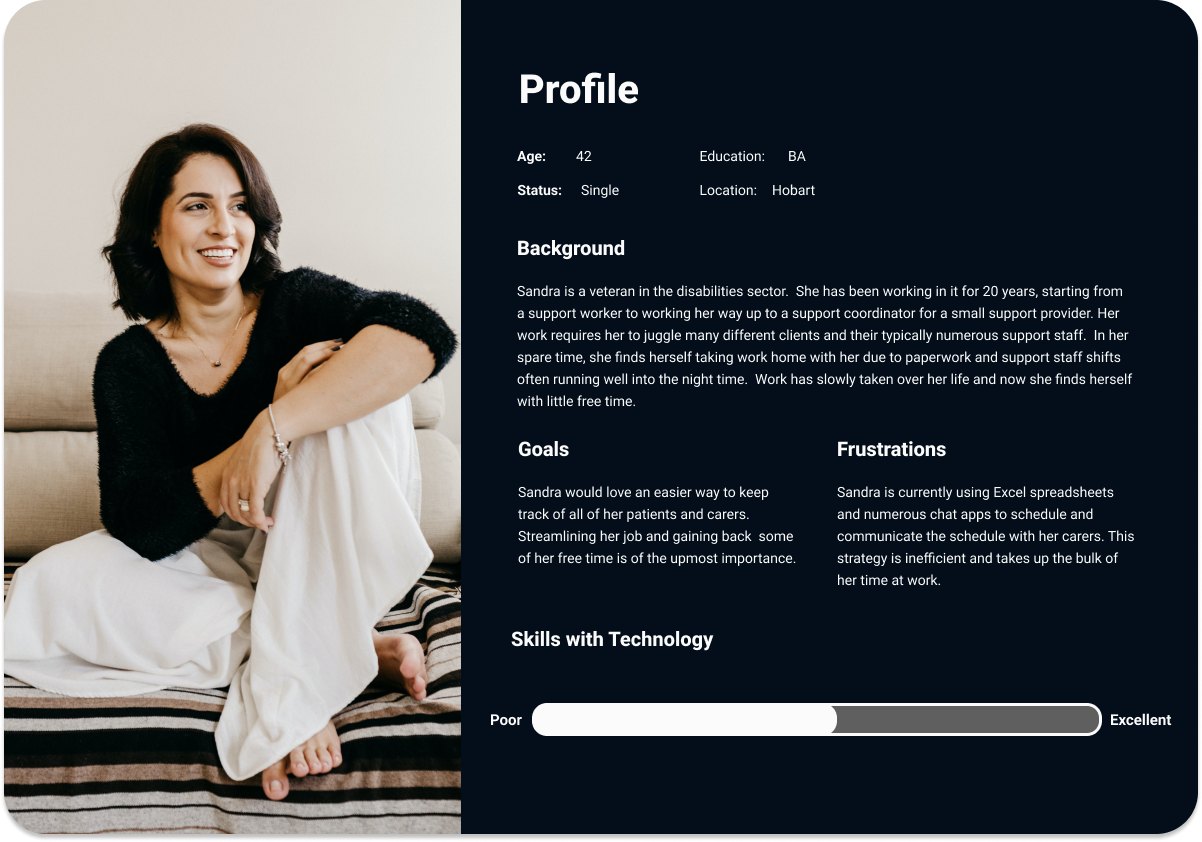 Profile
Age: 42 Education: BA
Status: Single Location: Hobart
Background
Sandra is a veteran in the disabilities sector.  She has been working in it for 20 years, starting from
a support worker to working her way up to a support coordinator for a small support provider. Her
work requires her to juggle many different clients and their typically numerous support staff.  In her
spare time, she finds herself taking work home with her due to paperwork and support staff shifts
often running well into the night time.  Work has slowly taken over her life and now she finds herself
with little free time.
Goals
Sandra would love an easier way to keep
track of all of her patients and carers.
Streamlining her job and gaining back  some
of her free time is of the upmost importance.
Frustrations
Sandra is currently using Excel spreadsheets
and numerous chat apps to schedule and
communicate the schedule with her carers. This
strategy is inefficient and takes up the bulk of
her time at work.
Skills with Technology
Poor Excellent